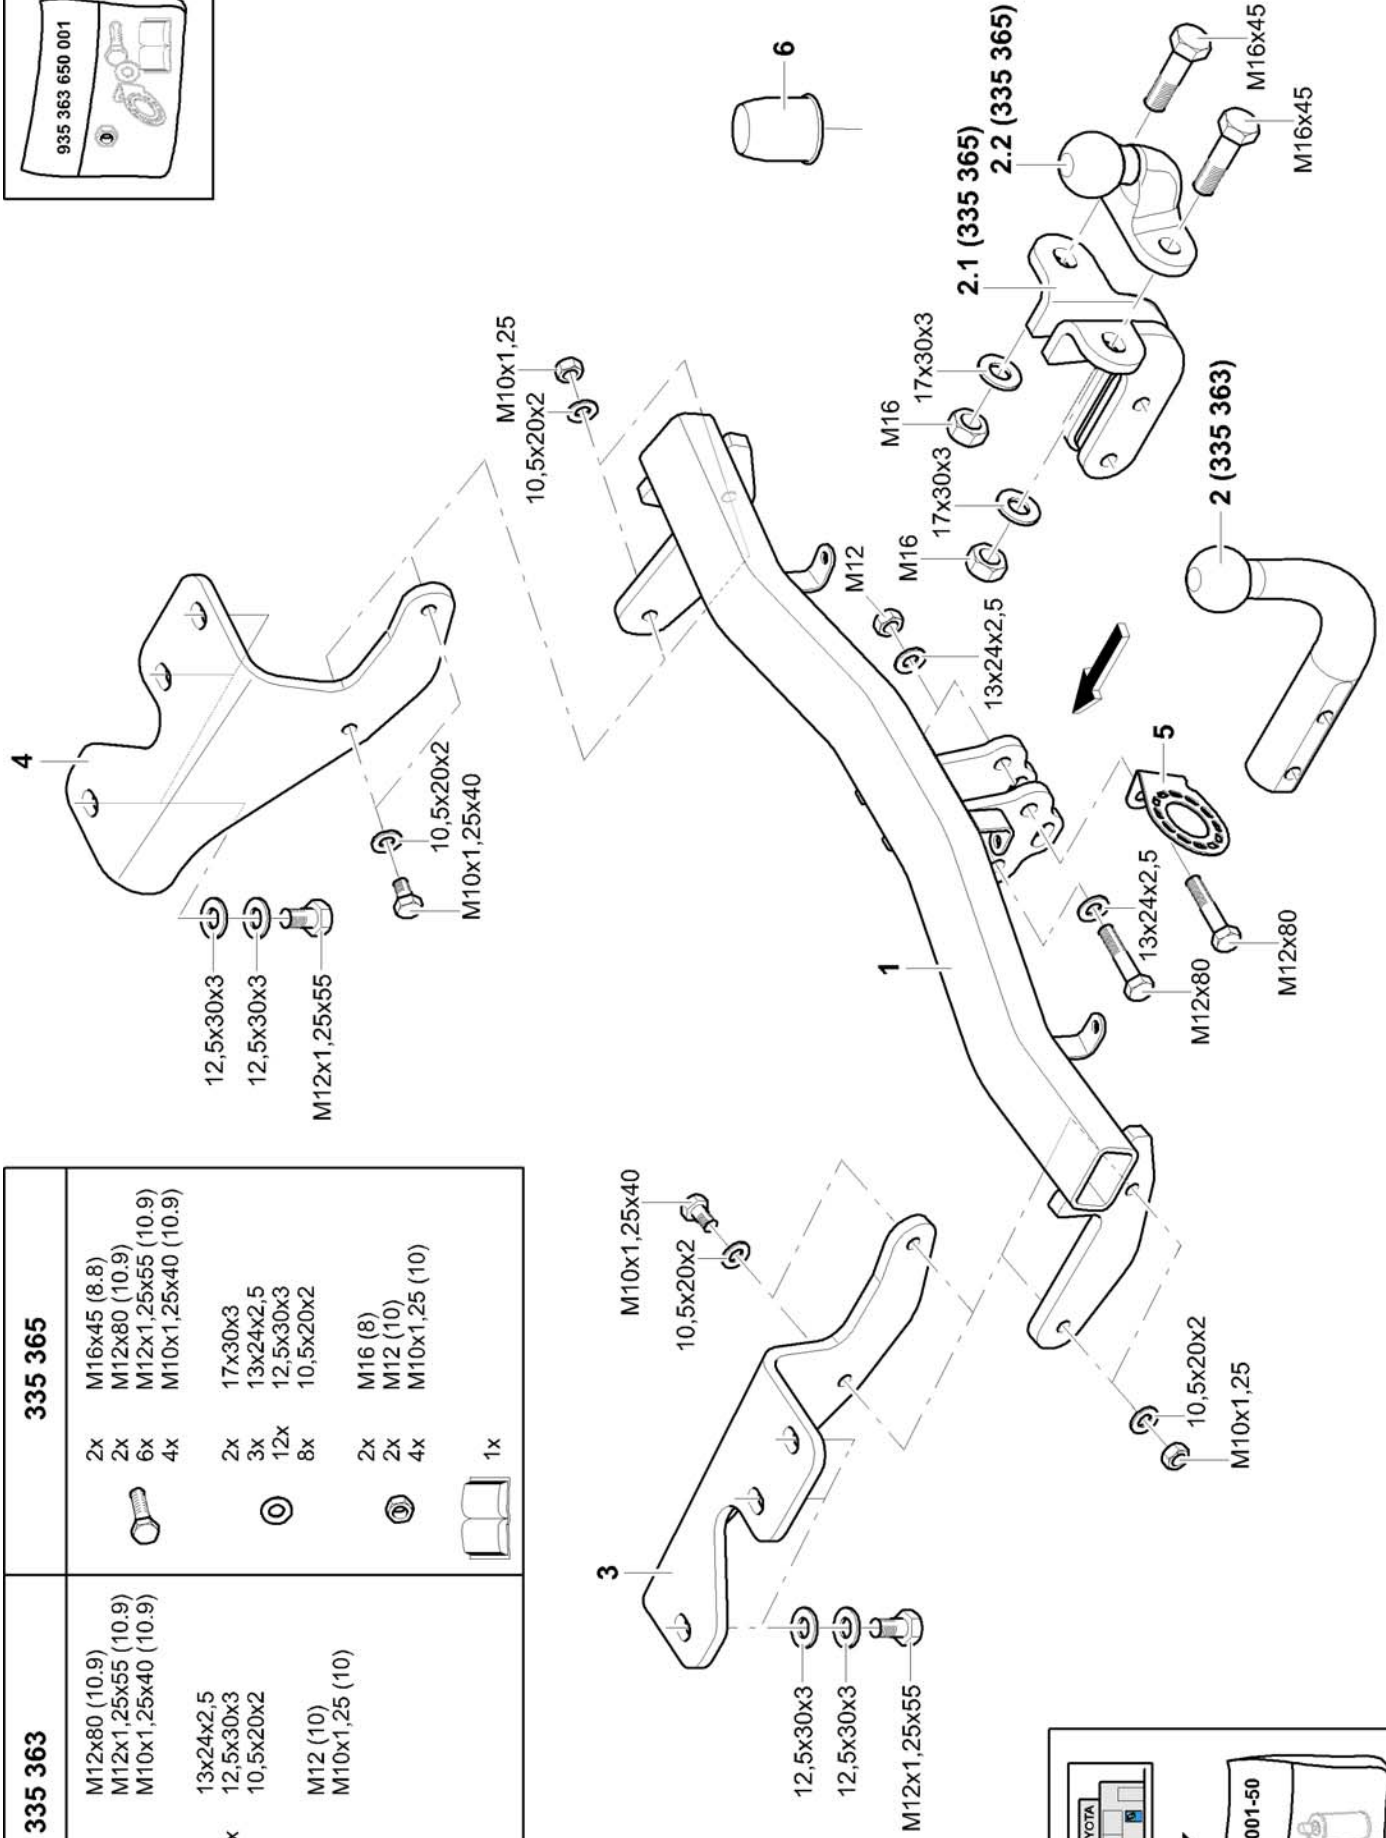 335 363
M12x80 (10.9)
M12x1,25x55 (10.9)
M10x1,25x40 (10.9)
13x24x2,5
12,5x30x3
10,5x20x2
M12 (10)
M10x1,25 (10)
335 365
2x M16x45 (8.8)
2x M12x80 (10.9)
6x M12x1,25x55 (10.9)
4x M10x1,25x40 (10.9)
2x 17x30x3
3x 13x24x2,5
12x 12,5x30x3
8x 10,5x20x2
2x M16 (8)
2x M12 (10)
4x M10x1,25 (10)
1x
935 363 650 001
4
12,5x30x3
12,5x30x3
M12x1,25x55
10,5x20x2
M10x1,25x40
M10x1,25
10,5x20x2
6
3
M10x1,25x40
10,5x20x2
12,5x30x3
12,5x30x3
M12x1,25x55
1
M12
13x24x2,5
M16
17x30x3
M16
17x30x3
2.1 (335 365)
2.2 (335 365)
M16x45
M16x45
2 (335 363)
5
13x24x2,5
M12x80
M12x80
10,5x20x2
M10x1,25
001-50